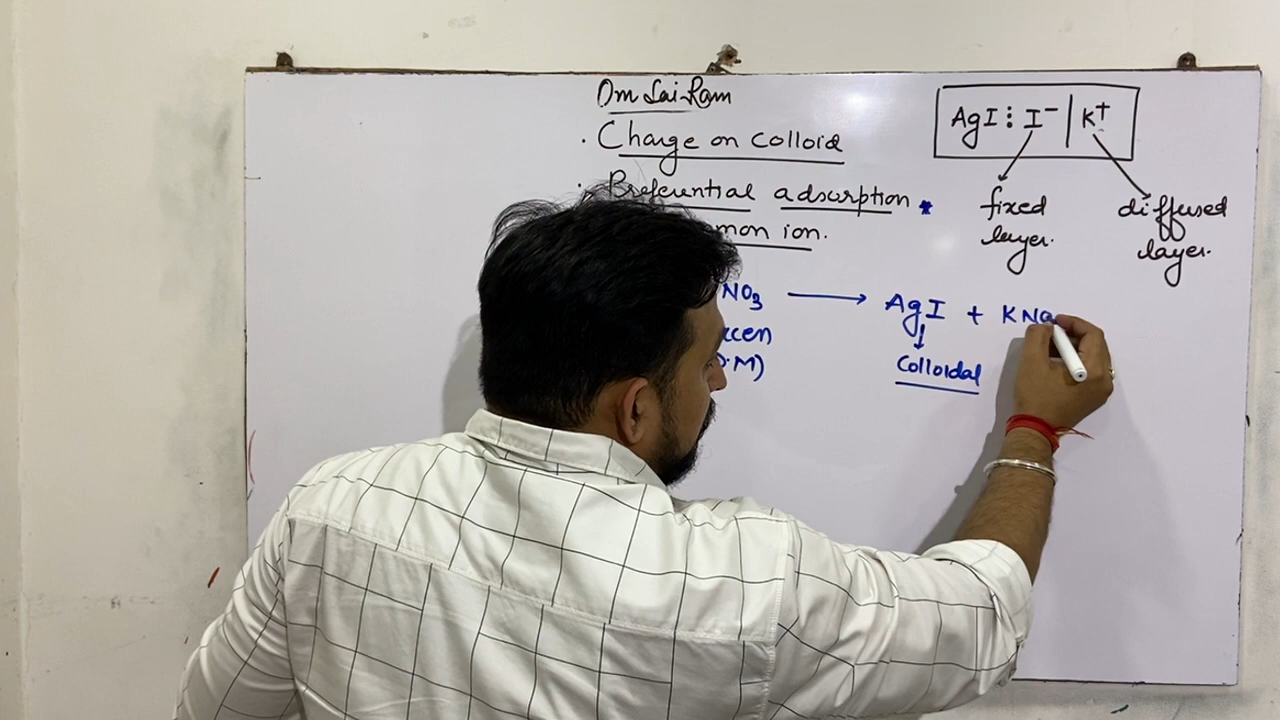 Om Sai Ram
· Charge on Colloid
· Preferential adsorption
mon ion.
AgI ⋮ I⁻ | K⁺
fixed layer.
diffused layer.
NO₃ ⟶ AgI + KNO
↓
Colloidal